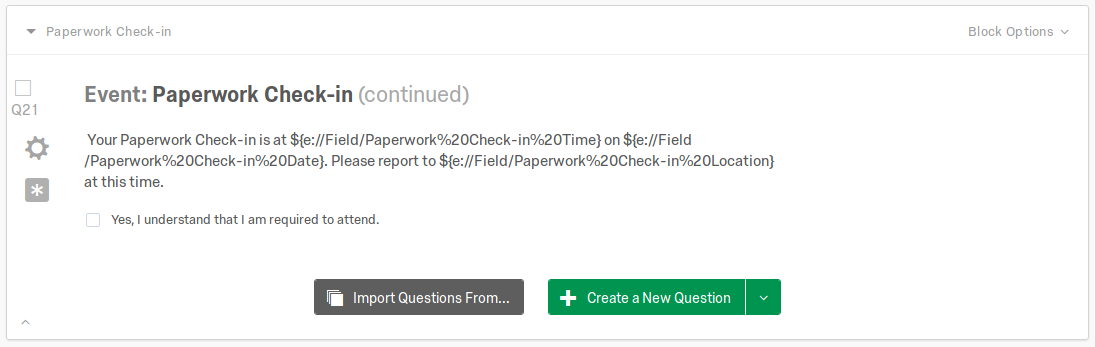 Paperwork Check-in
Block Options
Q21
Event: Paperwork Check-in (continued)
Your Paperwork Check-in is at ${e://Field/Paperwork%20Check-in%20Time} on ${e://Field
/Paperwork%20Check-in%20Date}. Please report to ${e://Field/Paperwork%20Check-in%20Location}
at this time.
Yes, I understand that I am required to attend.
Import Questions From...
Create a New Question